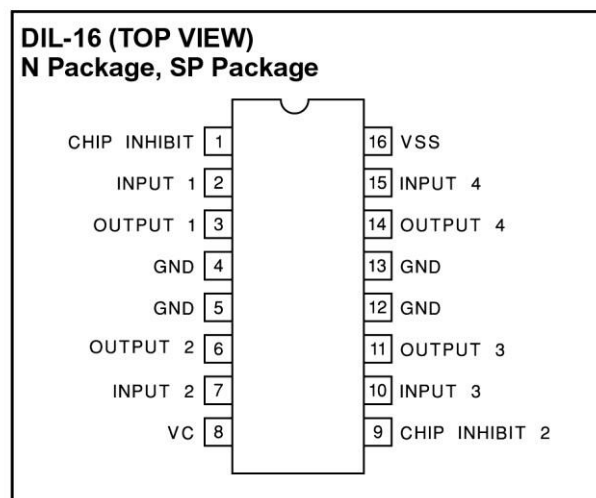 DIL-16 (TOP VIEW)
N Package, SP Package
CHIP INHIBIT 1 16 VSS
INPUT 1 2 15 INPUT 4
OUTPUT 1 3 14 OUTPUT 4
GND 4 13 GND
GND 5 12 GND
OUTPUT 2 6 11 OUTPUT 3
INPUT 2 7 10 INPUT 3
VC 8 9 CHIP INHIBIT 2